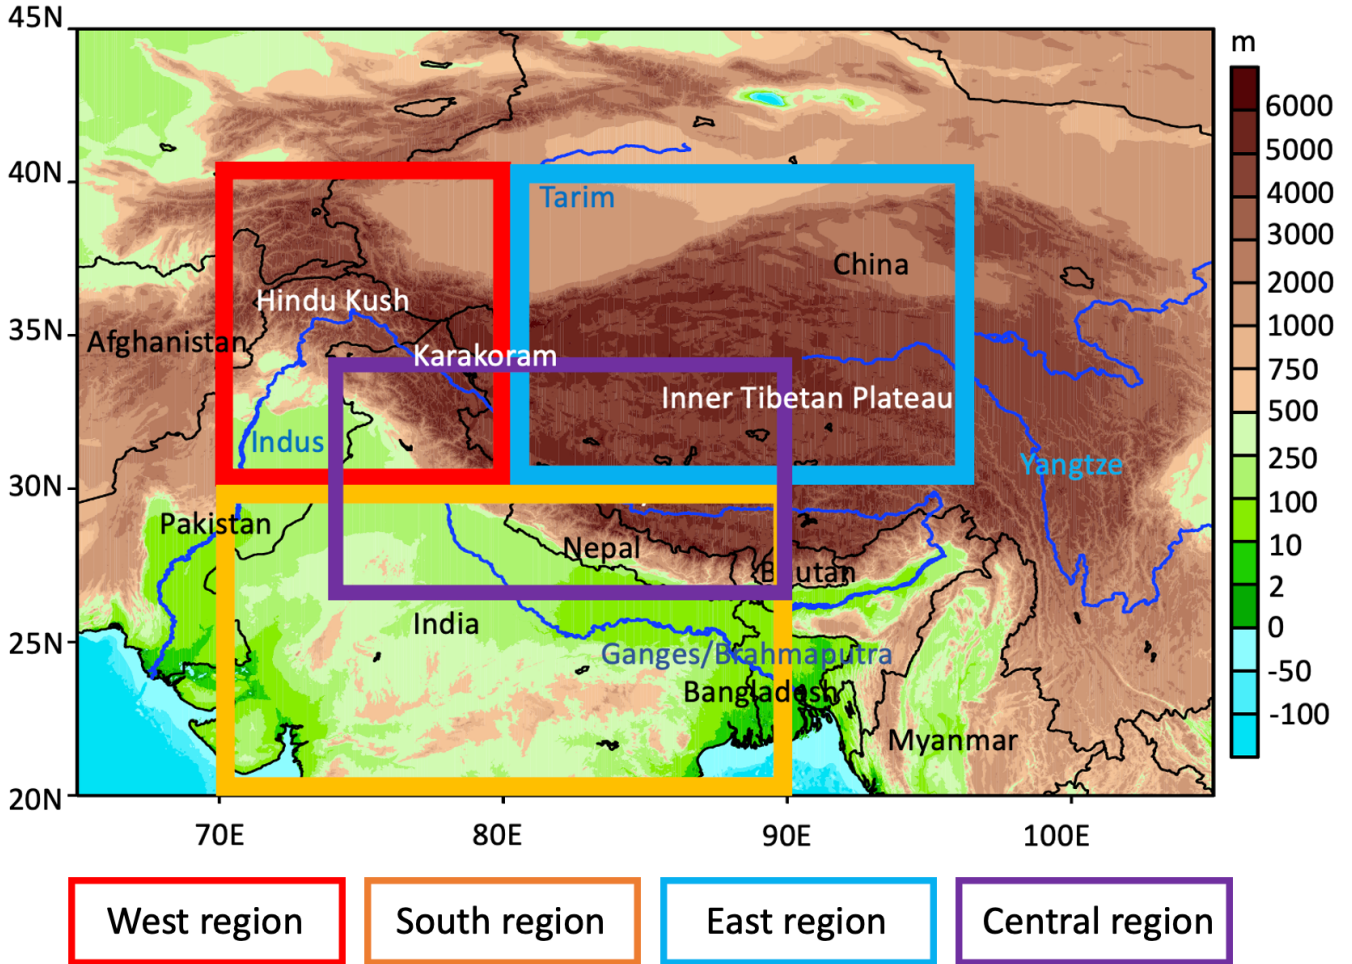 45N
m
6000
5000
40N
Tarim
4000
3000
China
2000
Hindu Kush
1000
35N
Afghanistan
Karakoram
750
Inner Tibetan Plateau
500
Indus
250
Yangtze
30N
100
Pakistan
Nepal
10
Bhutan
2
India
0
25N
Ganges/Brahmaputra
-50
Bangladesh
-100
Myanmar
20N
70E
80E
90E
100E
West region
South region
East region
Central region